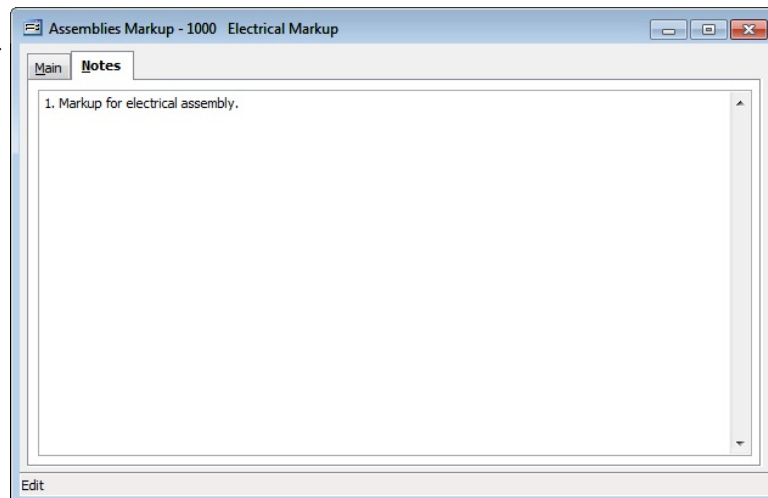 Assemblies Markup - 1000 Electrical Markup
Main Notes
1. Markup for electrical assembly.
Edit